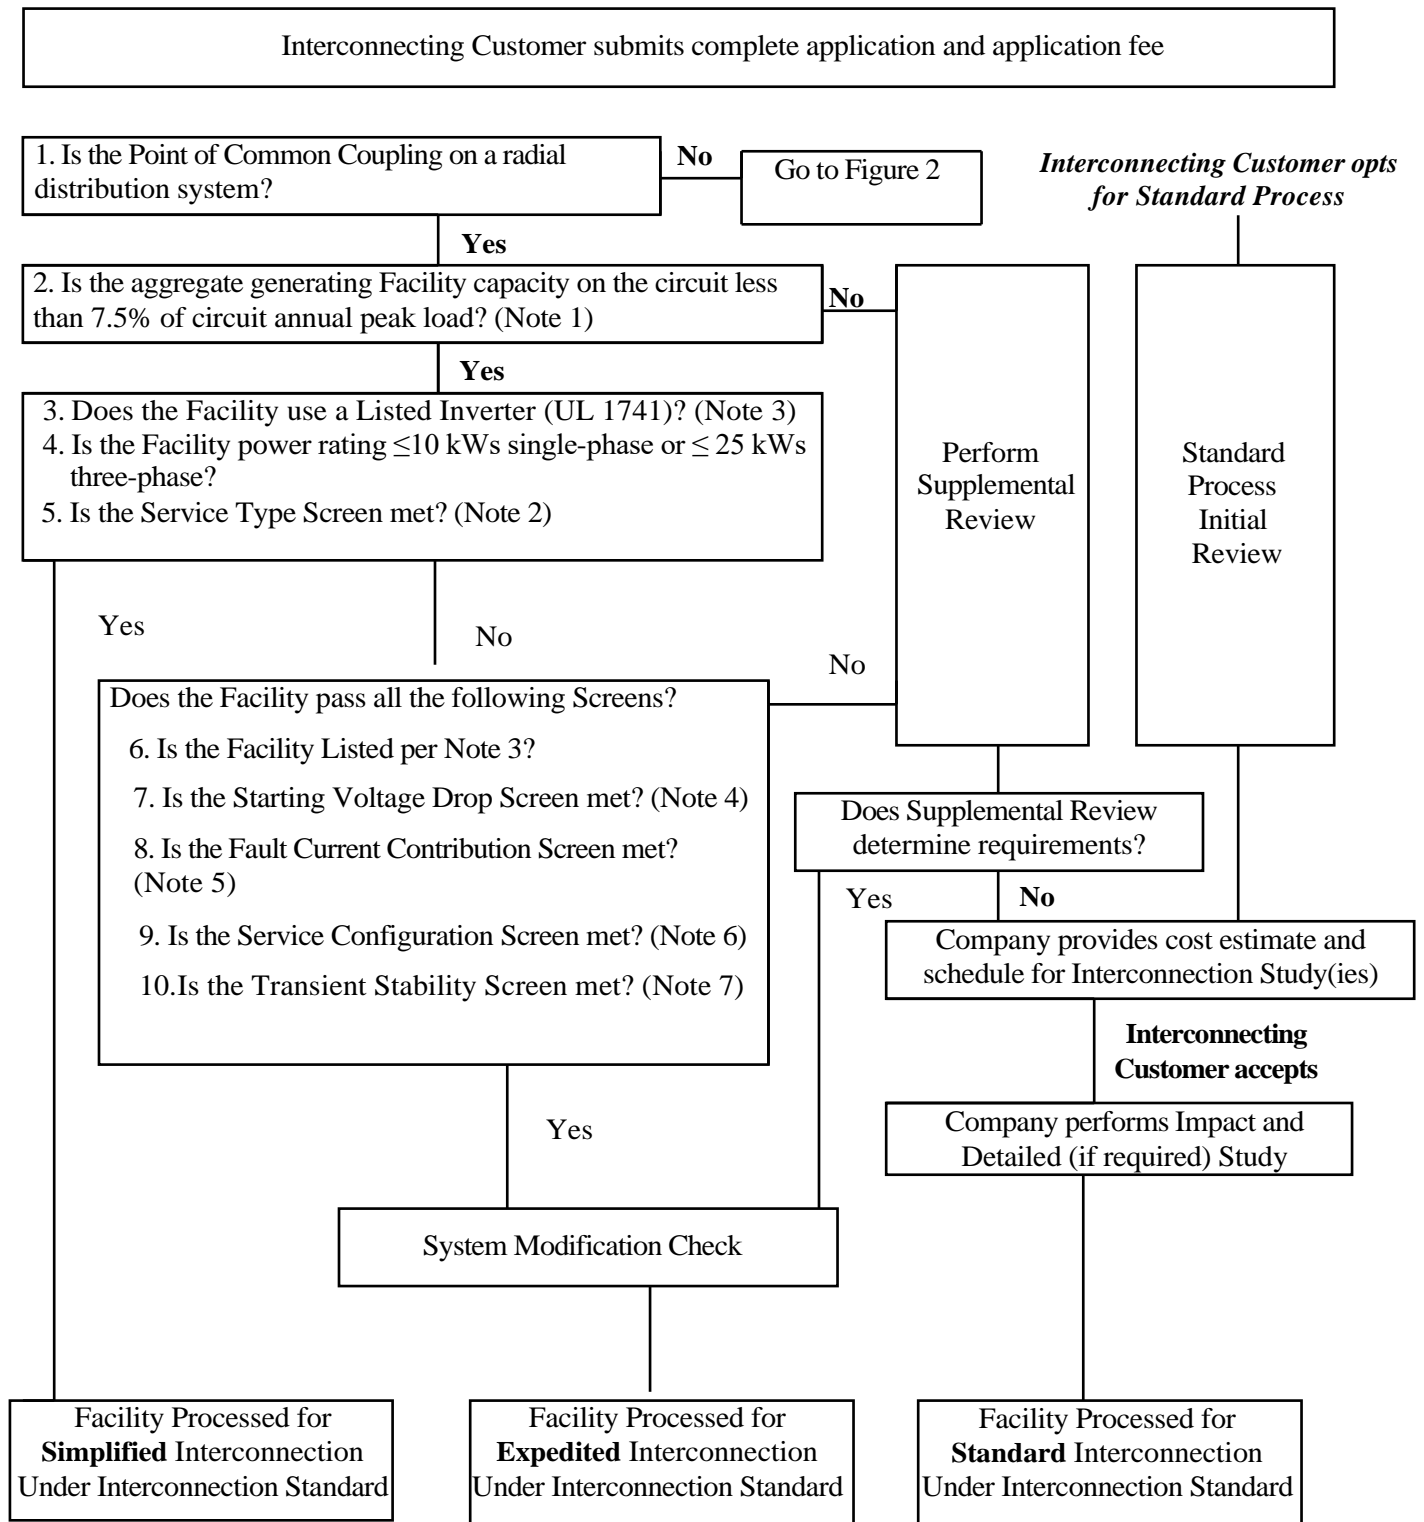 Interconnecting Customer submits complete application and application fee
1. Is the Point of Common Coupling on a radial
distribution system?
No
Go to Figure 2
Interconnecting Customer opts
for Standard Process
Yes
2. Is the aggregate generating Facility capacity on the circuit less
than 7.5% of circuit annual peak load? (Note 1)
No
Yes
3. Does the Facility use a Listed Inverter (UL 1741)? (Note 3)
4. Is the Facility power rating ≤10 kWs single-phase or ≤ 25 kWs
three-phase?
5. Is the Service Type Screen met? (Note 2)
Perform
Supplemental
Review
Standard
Process
Initial
Review
Yes
No
No
Does the Facility pass all the following Screens?
6. Is the Facility Listed per Note 3?
7. Is the Starting Voltage Drop Screen met? (Note 4)
8. Is the Fault Current Contribution Screen met?
(Note 5)
9. Is the Service Configuration Screen met? (Note 6)
10.Is the Transient Stability Screen met? (Note 7)
Does Supplemental Review
determine requirements?
Yes
No
Company provides cost estimate and
schedule for Interconnection Study(ies)
Interconnecting
Customer accepts
Company performs Impact and
Detailed (if required) Study
Yes
System Modification Check
Facility Processed for
Simplified Interconnection
Under Interconnection Standard
Facility Processed for
Expedited Interconnection
Under Interconnection Standard
Facility Processed for
Standard Interconnection
Under Interconnection Standard